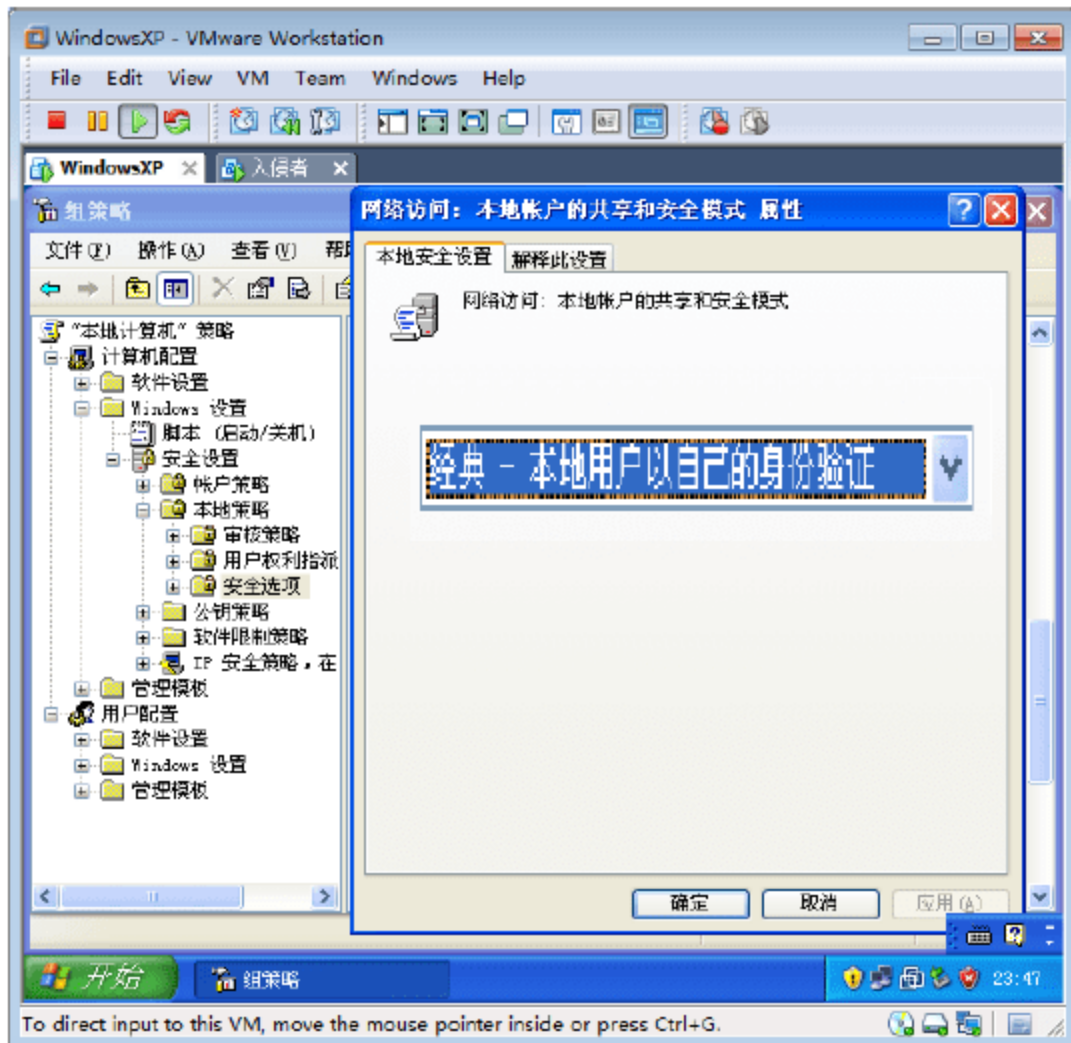 WindowsXP - VMware Workstation
File Edit View VM Team Windows Help
WindowsXP 入侵者
组策略
网络访问: 本地帐户的共享和安全模式 属性
文件(F) 操作(A) 查看(V)
本地安全设置 解释此设置
网络访问: 本地帐户的共享和安全模式
“本地计算机” 策略
计算机配置
软件设置
Windows 设置
脚本 (启动/关机)
安全设置
帐户策略
本地策略
审核策略
用户权利指派
安全选项
公钥策略
软件限制策略
IP 安全策略，在
管理模板
用户配置
软件设置
Windows 设置
管理模板
经典 - 本地用户以自己的身份验证
确定 取消 应用(A)
开始 组策略 23:47
To direct input to this VM, move the mouse pointer inside or press Ctrl+G.